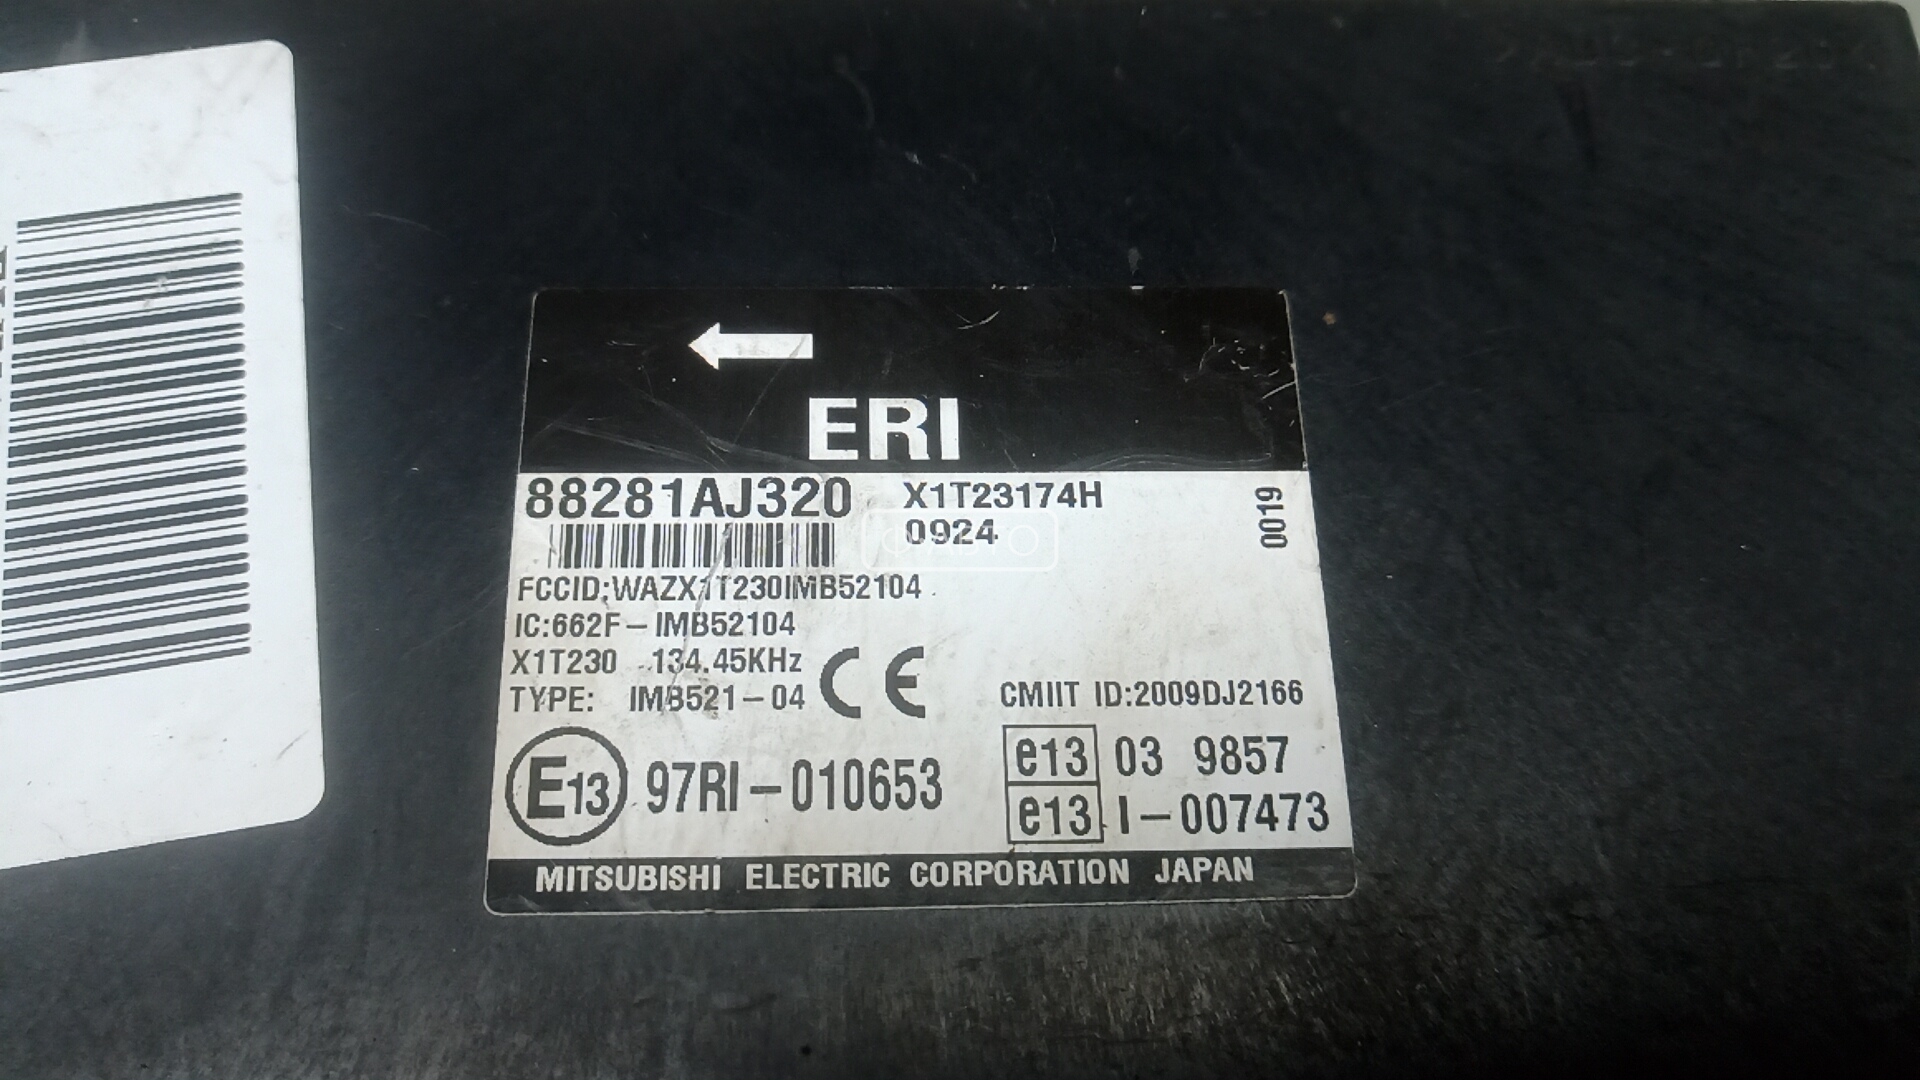 ERI
88281AJ320 X1T23174H
0924
0019
FCCID:WAZX1T230IMB52104
IC:662F-IMB52104
X1T230 134.45KHz
TYPE: IMB521-04 CE CMIIT ID:2009DJ2166
E13 97RI-010653
e13 03 9857
e13 I-007473
MITSUBISHI ELECTRIC CORPORATION JAPAN